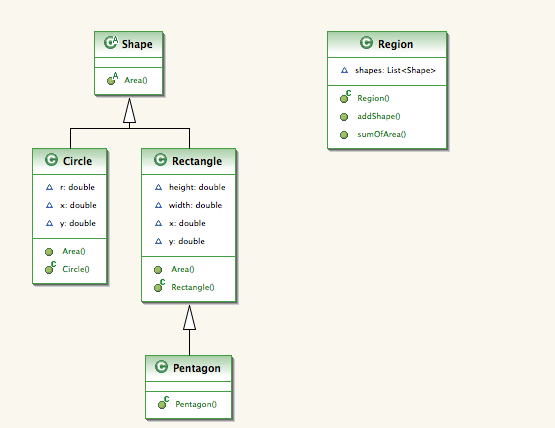 Shape
Area()
Region
shapes: List<Shape>
Region()
addShape()
sumOfArea()
Circle
r: double
x: double
y: double
Area()
Circle()
Rectangle
height: double
width: double
x: double
y: double
Area()
Rectangle()
Pentagon
Pentagon()